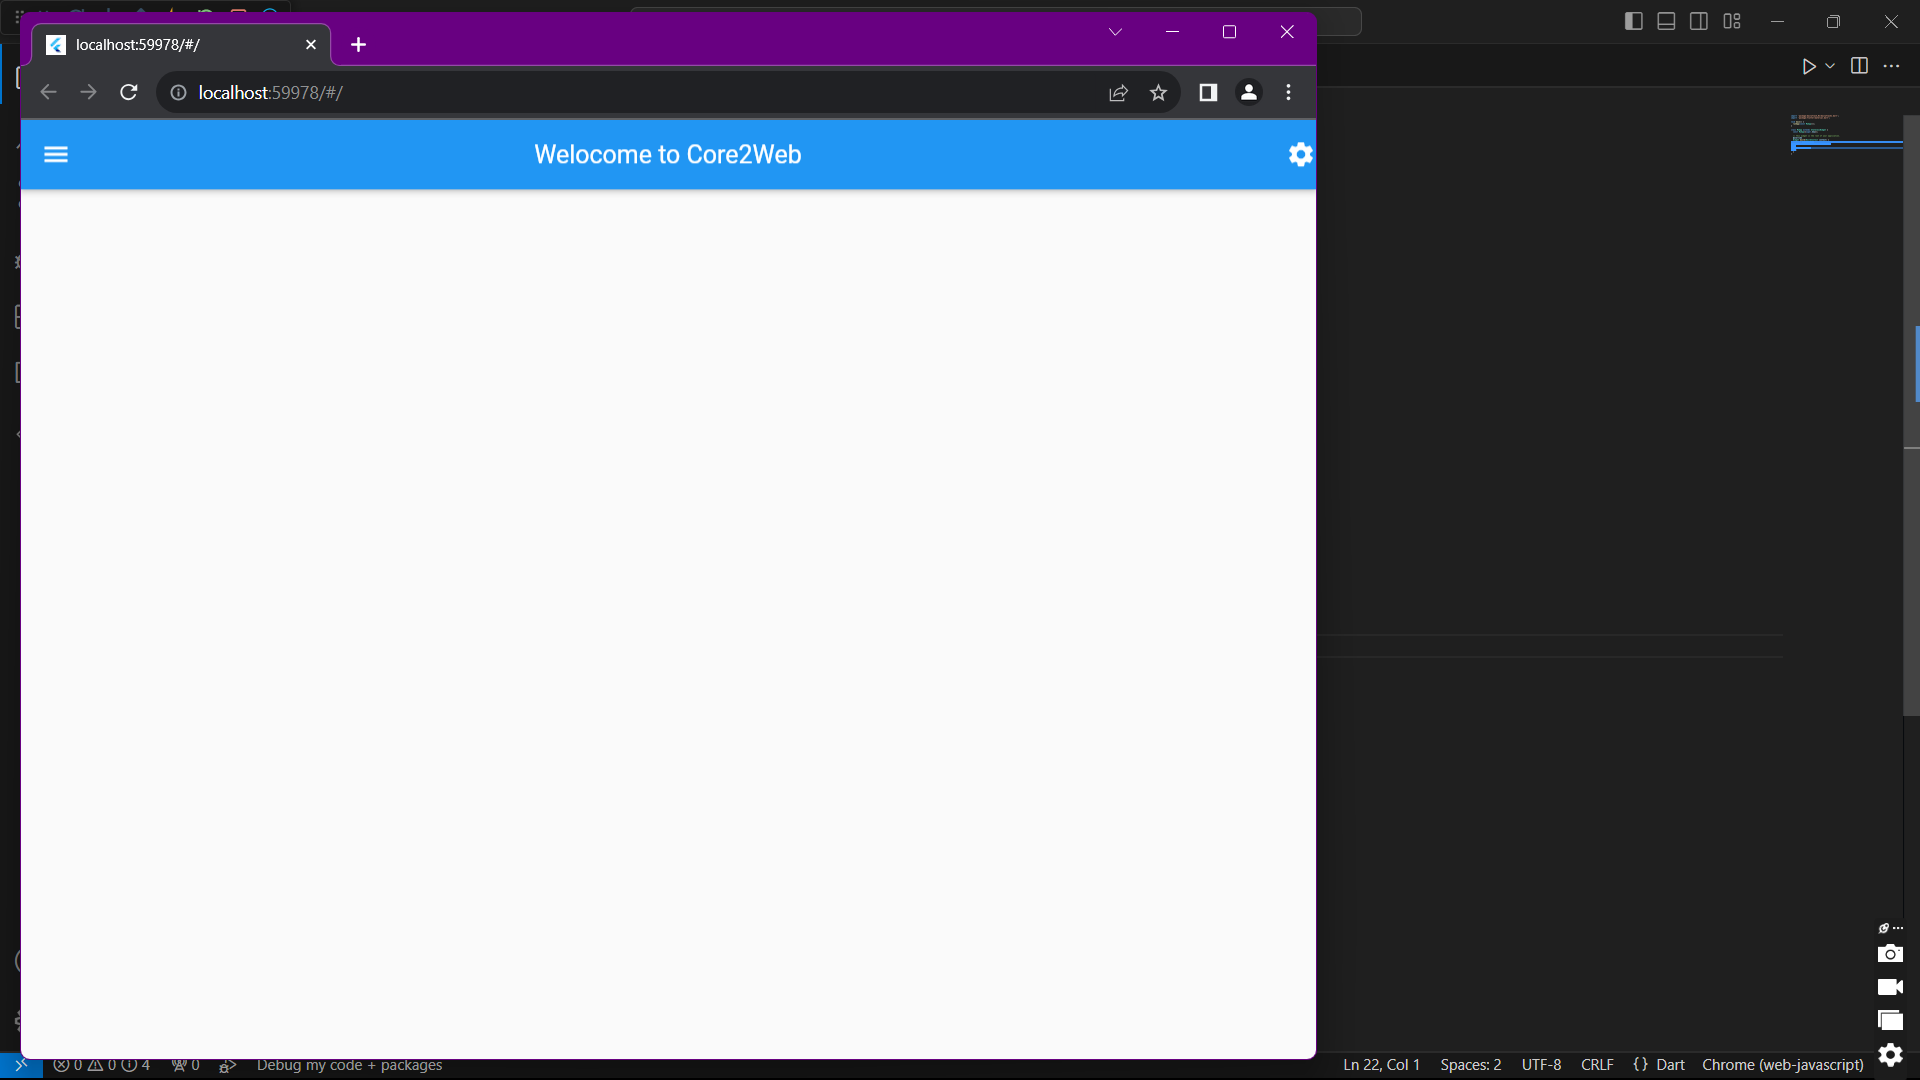 localhost:59978/#/
localhost:59978/#/
Welocome to Core2Web
0 0 4 0 Debug my code + packages Ln 22, Col 1 Spaces: 2 UTF-8 CRLF {} Dart Chrome (web-javascript)